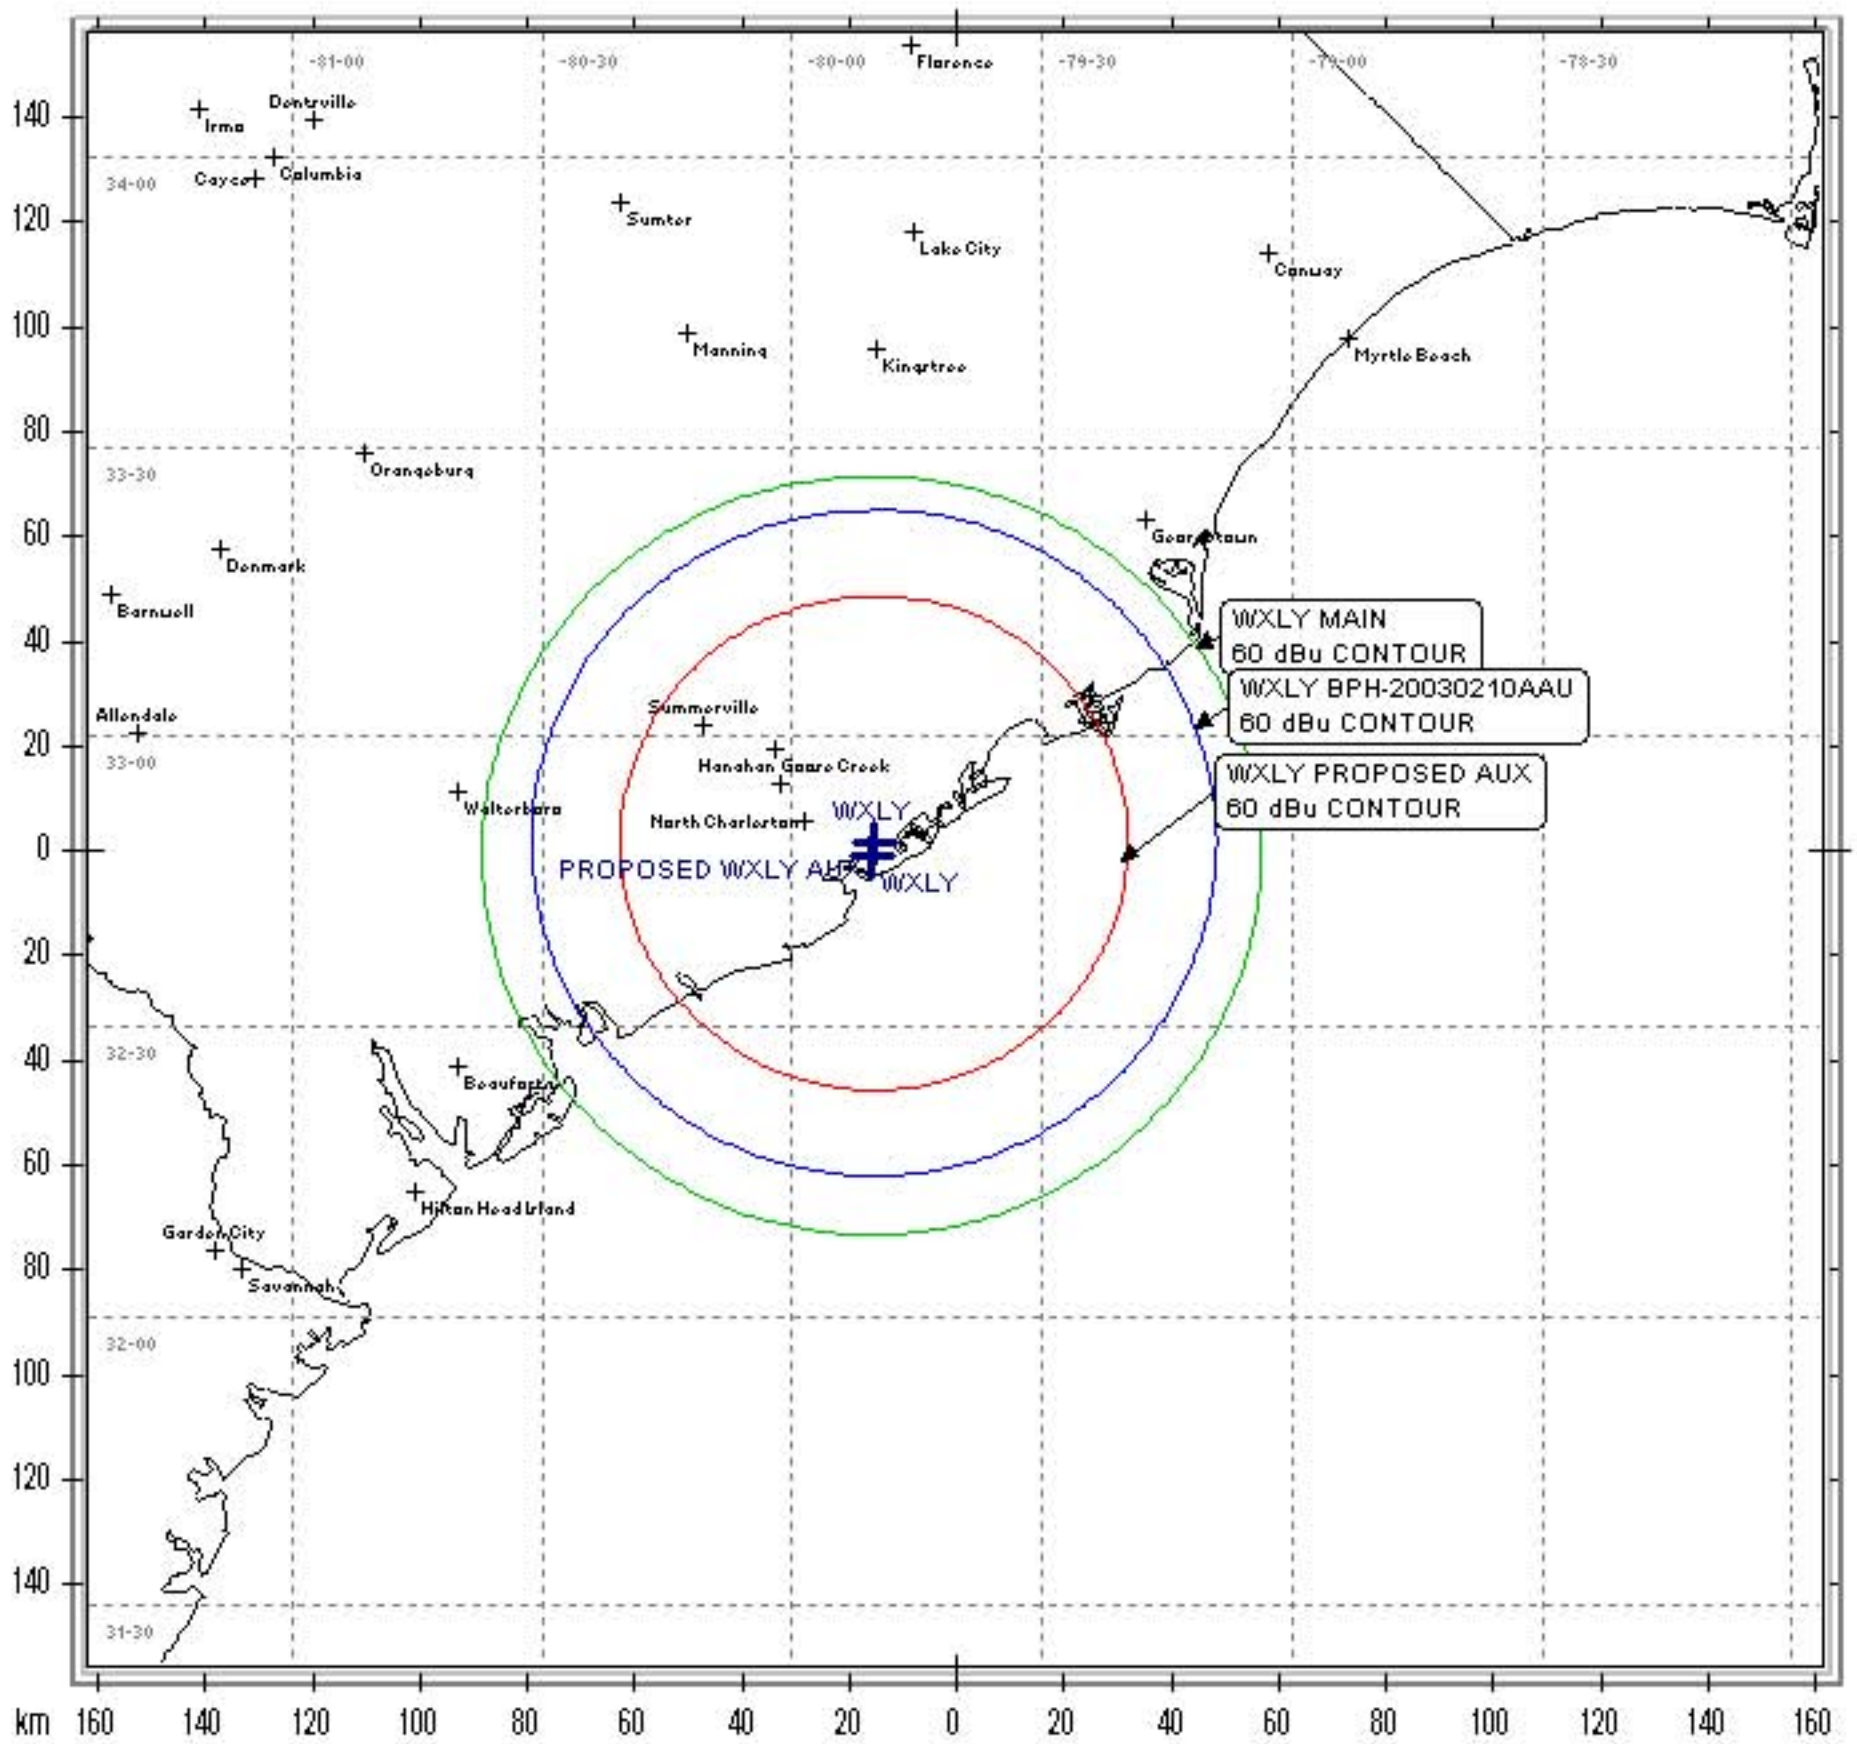 -81-00 -80-30 -80-00 -79-30 -79-00 -78-30
Florence
140
Dentsville
Irmo
Columbia
34-00
Cayce
120
Sumter
Lake City
Conway
100
Manning
Kingstree
Myrtle Beach
80
33-30
Orangeburg
60
Georgetown
Denmark
Barnwell
40
WXLY MAIN
60 dBu CONTOUR
WXLY BPH-20030210AAU
60 dBu CONTOUR
Allendale
Summerville
20
33-00
Hanahan Goose Creek
WXLY PROPOSED AUX
60 dBu CONTOUR
Walterboro
North Charleston
WXLY
0
PROPOSED WXLY AUX
WXLY
20
32-30
40
Beaufort
60
Hilton Head Island
Garden City
80
Savannah
32-00
100
120
140
31-30
km 160 140 120 100 80 60 40 20 0 20 40 60 80 100 120 140 160